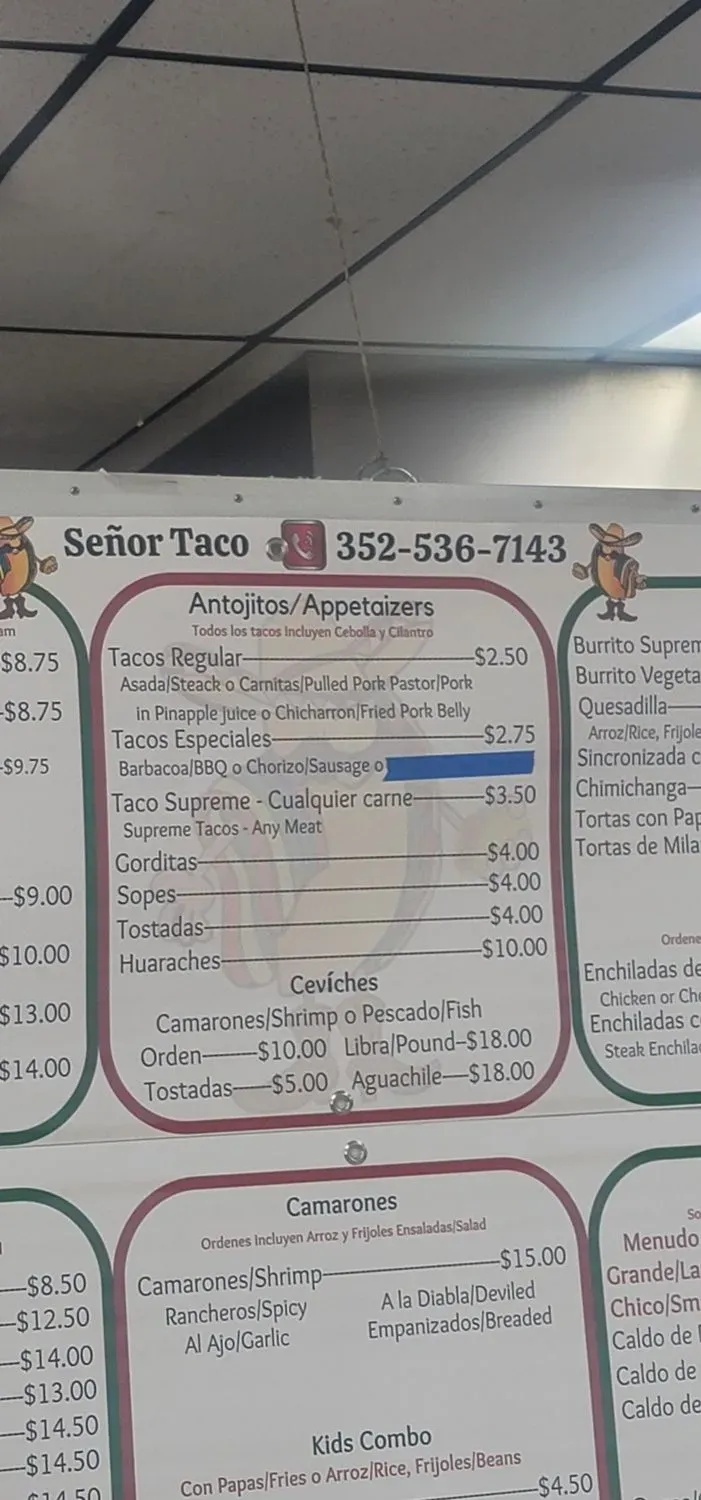 Señor Taco 352-536-7143
am
$8.75
-$8.75
-$9.75
-$9.00
$10.00
$13.00
$14.00
Antojitos/Appetaizers
Todos los tacos Incluyen Cebolla y Cilantro
Tacos Regular $2.50
Asada/Steack o Carnitas/Pulled Pork Pastor/Pork
in Pinapple juice o Chicharron/Fried Pork Belly
Tacos Especiales $2.75
Barbacoa/BBQ o Chorizo/Sausage o
Taco Supreme - Cualquier carne $3.50
Supreme Tacos - Any Meat
Gorditas $4.00
Sopes $4.00
Tostadas $4.00
Huaraches $10.00
Cevíches
Camarones/Shrimp o Pescado/Fish
Orden $10.00 Libra/Pound-$18.00
Tostadas $5.00 Aguachile $18.00
Burrito Suprem
Burrito Vegeta
Quesadilla
Arroz/Rice, Frijole
Sincronizada c
Chimichanga
Tortas con Pap
Tortas de Mila
Ordene
Enchiladas de
Chicken or Che
Enchiladas c
Steak Enchila
$8.50
$12.50
$14.00
$13.00
$14.50
$14.50
$14.50
Camarones
Ordenes Incluyen Arroz y Frijoles Ensaladas/Salad
Camarones/Shrimp $15.00
Rancheros/Spicy A la Diabla/Deviled
Al Ajo/Garlic Empanizados/Breaded
Kids Combo
Con Papas/Fries o Arroz/Rice, Frijoles/Beans
$4.50
So
Menudo
Grande/La
Chico/Sm
Caldo de
Caldo de
Caldo de